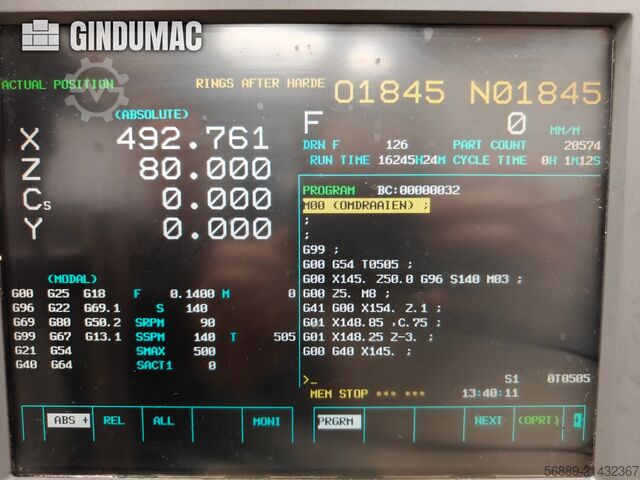 GINDUMAC
ACTUAL POSITION
RINGS AFTER HARDE
O1845 N01845
(ABSOLUTE)
X 492.761
Z 80.000
Cs 0.000
Y 0.000
F 0 MM/M
DRN F 126 PART COUNT 20574
RUN TIME 16245H24M CYCLE TIME 0H 1M12S
PROGRAM BC:00000032
M00 (OMDRAAIEN) ;
;
;
G99 ;
G00 G54 T0505 ;
G00 X145. Z50.0 G96 S140 M03 ;
G00 Z5. M8 ;
G41 G00 X154. Z.1 ;
G01 X148.85 ,C.75 ;
G01 X148.25 Z-3. ;
G00 G40 X145. ;
(MODAL)
G00 G25 G18 F 0.1400 M 0
G96 G22 G69.1 S 140
G69 G80 G50.2 SRPM 90
G99 G67 G13.1 SSPM 140 T 505
G21 G54 SMAX 500
G40 G64 SACT1 0
>_ S1 0T0505
MEM STOP *** *** 13:40:11
ABS + REL ALL MONI
PRGRM NEXT (OPRT)
56889-21432367